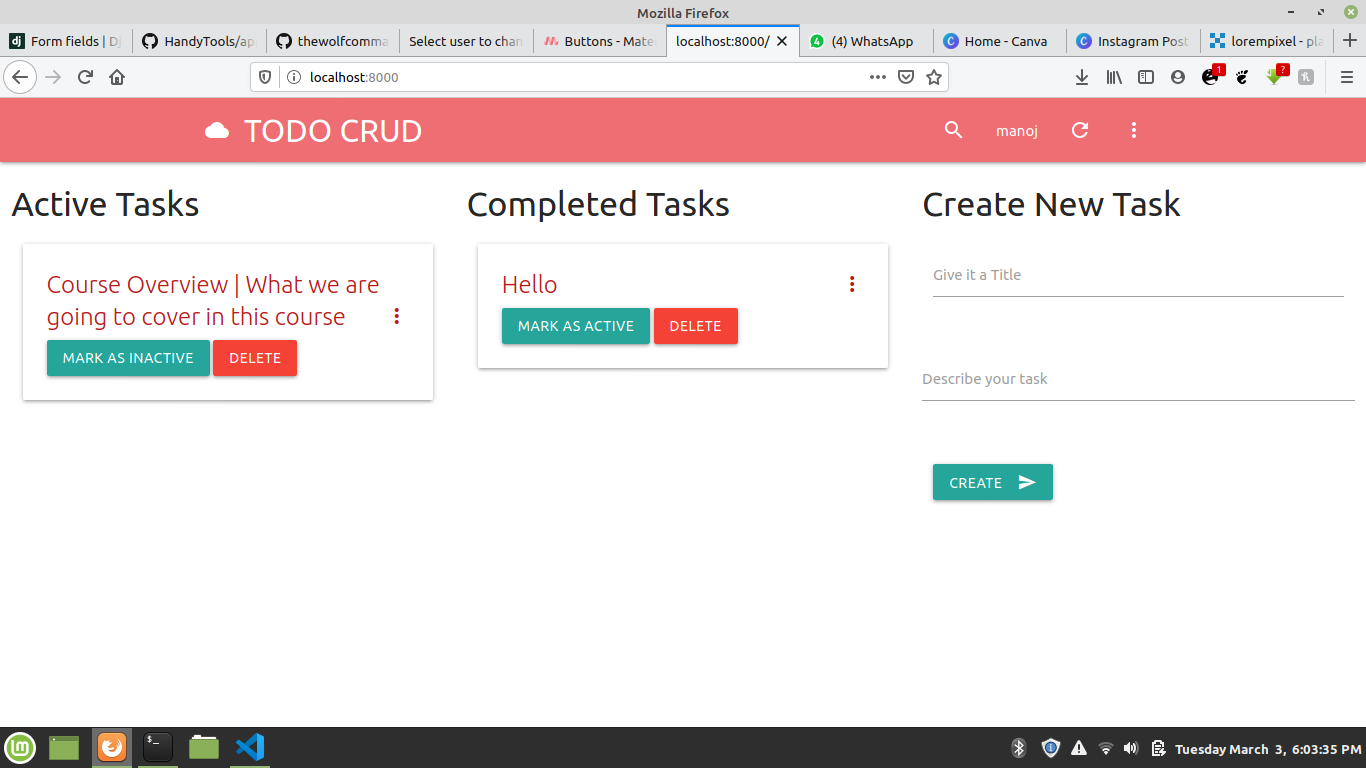 Mozilla Firefox
Form fields | Dj
HandyTools/ap
thewolfcomma
Select user to chan
Buttons - Mate
localhost:8000/
(4) WhatsApp
Home - Canva
Instagram Post
lorempixel - pla
localhost:8000
1
?
TODO CRUD
manoj
Active Tasks
Completed Tasks
Create New Task
Course Overview | What we are
going to cover in this course
MARK AS INACTIVE
DELETE
Hello
MARK AS ACTIVE
DELETE
Give it a Title
Describe your task
CREATE
Tuesday March 3, 6:03:35 PM